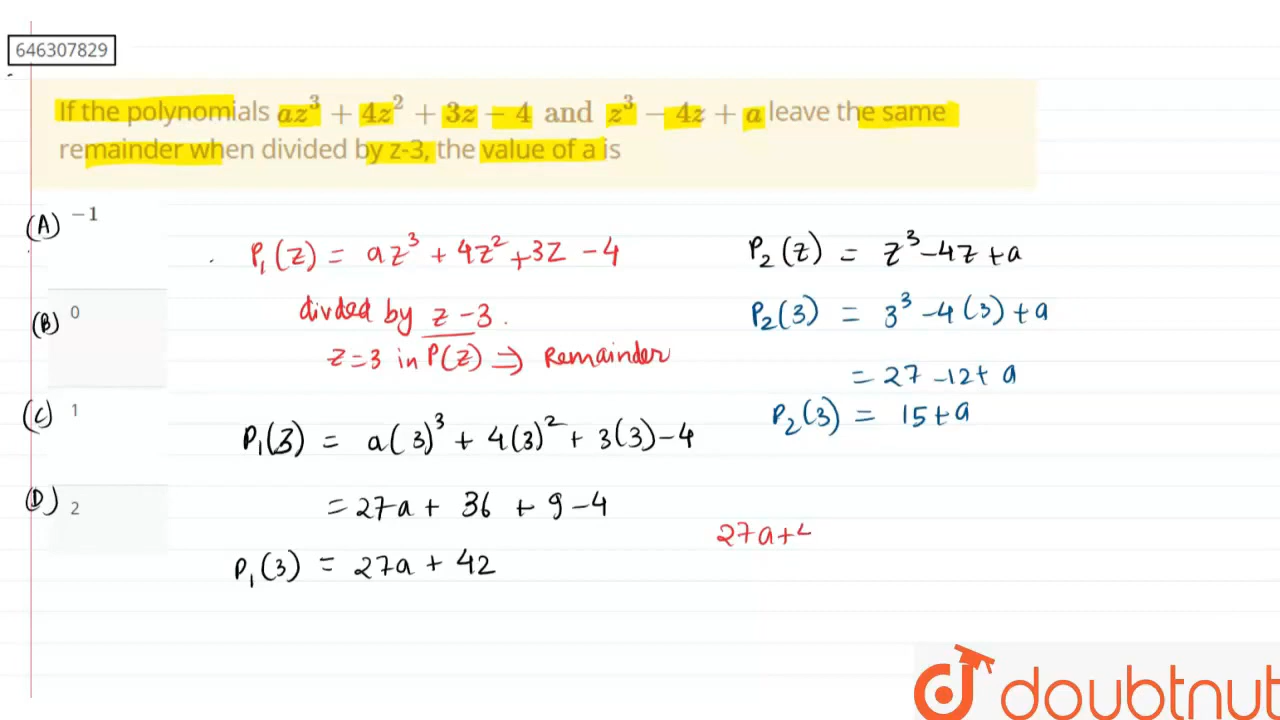 646307829
If the polynomials az³ + 4z² + 3z − 4 and z³ − 4z + a leave the same
remainder when divided by z-3, the value of a is
(A) −1
(B) 0
(C) 1
(D) 2
P₁(z) = az³ + 4z² + 3z − 4
divided by z − 3.
z = 3 in P(z) ⇒ Remainder
P₁(3) = a(3)³ + 4(3)² + 3(3) − 4
= 27a + 36 + 9 − 4
P₁(3) = 27a + 42
P₂(z) = z³ − 4z + a
P₂(3) = 3³ − 4(3) + a
= 27 − 12 + a
P₂(3) = 15 + a
27a + 4
doubtnut